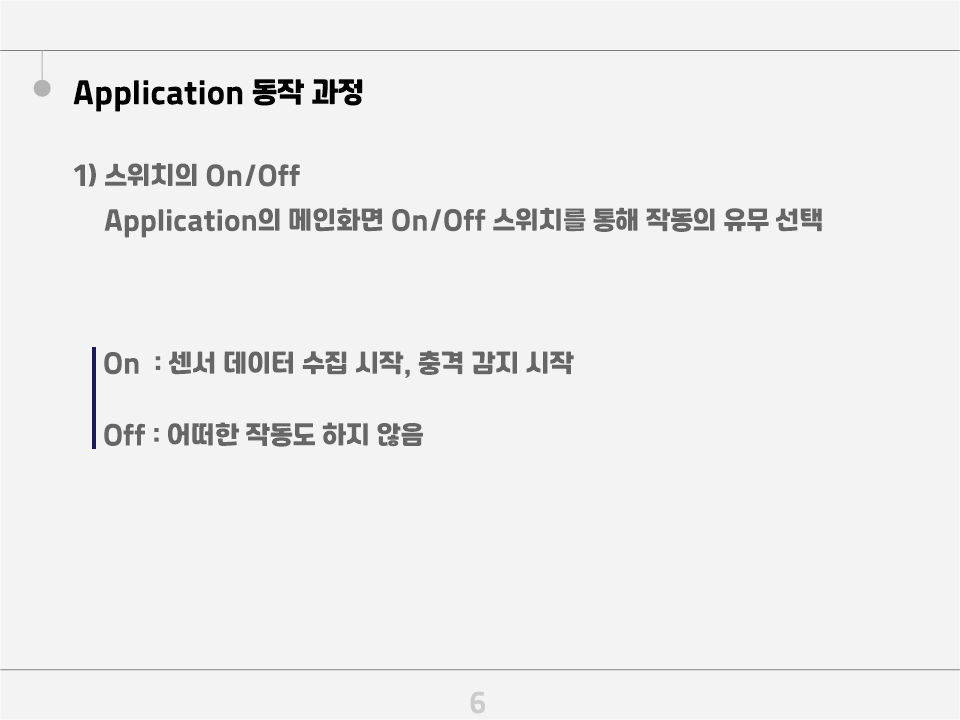 Application 동작 과정
1) 스위치의 On/Off
Application의 메인화면 On/Off 스위치를 통해 작동의 유무 선택
On : 센서 데이터 수집 시작, 충격 감지 시작
Off : 어떠한 작동도 하지 않음
6